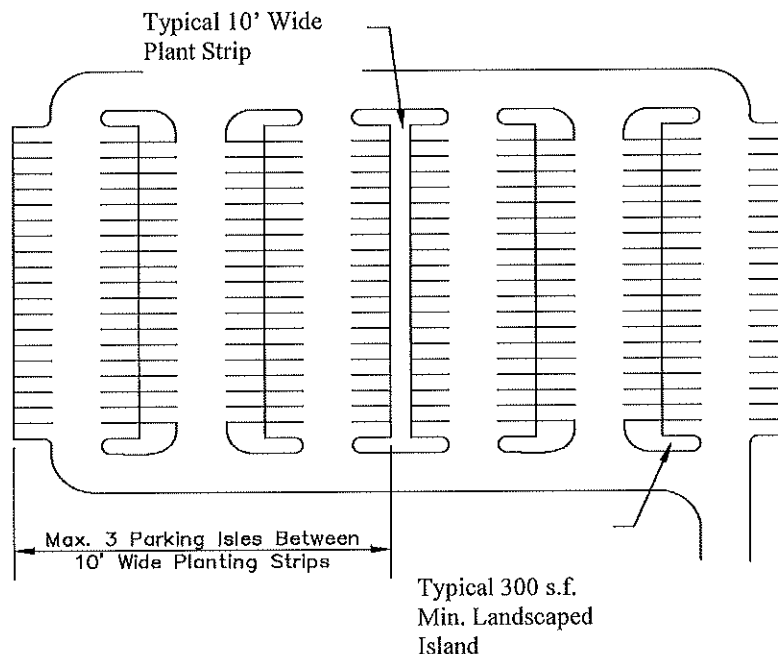 Typical 10' Wide
Plant Strip
Max. 3 Parking Isles Between
10' Wide Planting Strips
Typical 300 s.f.
Min. Landscaped
Island